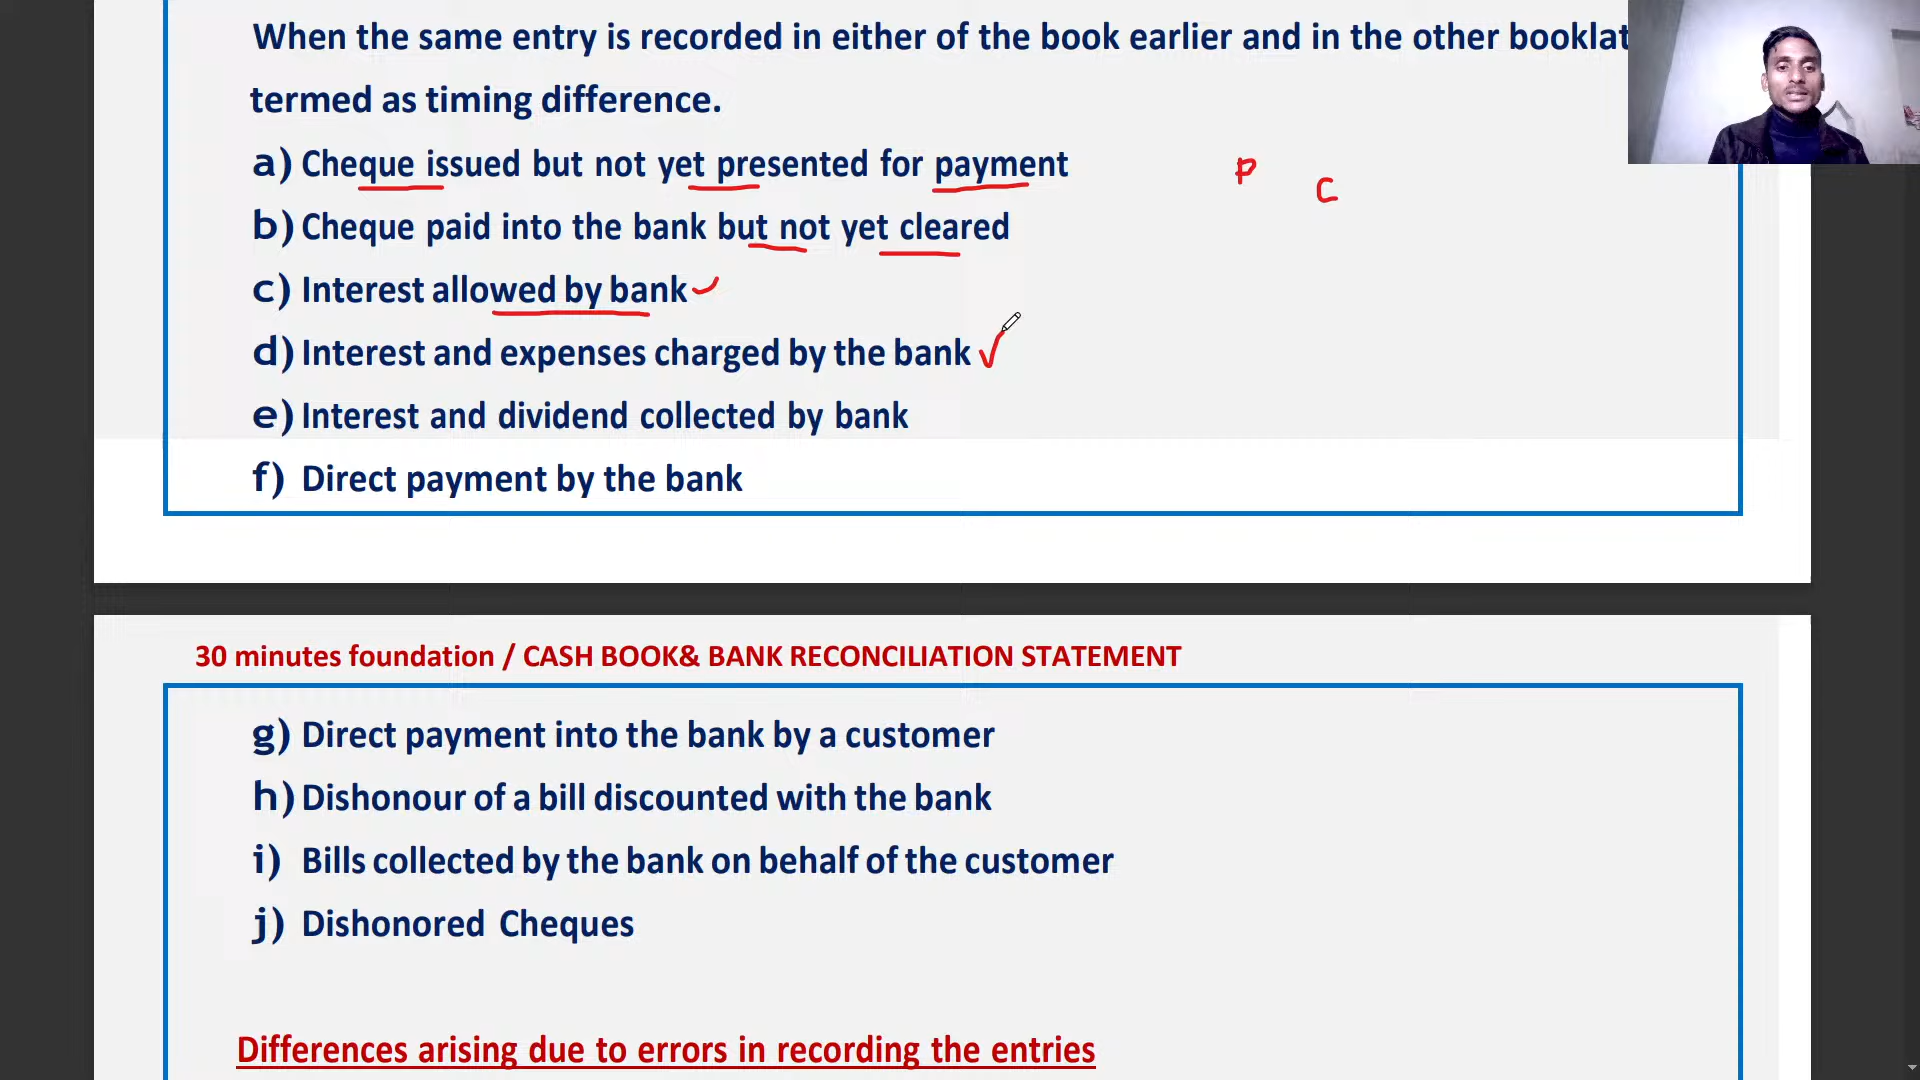 When the same entry is recorded in either of the book earlier and in the other booklat
termed as timing difference.
a) Cheque issued but not yet presented for payment
P
C
b) Cheque paid into the bank but not yet cleared
c) Interest allowed by bank
d) Interest and expenses charged by the bank
e) Interest and dividend collected by bank
f) Direct payment by the bank
30 minutes foundation / CASH BOOK& BANK RECONCILIATION STATEMENT
g) Direct payment into the bank by a customer
h) Dishonour of a bill discounted with the bank
i) Bills collected by the bank on behalf of the customer
j) Dishonored Cheques
Differences arising due to errors in recording the entries